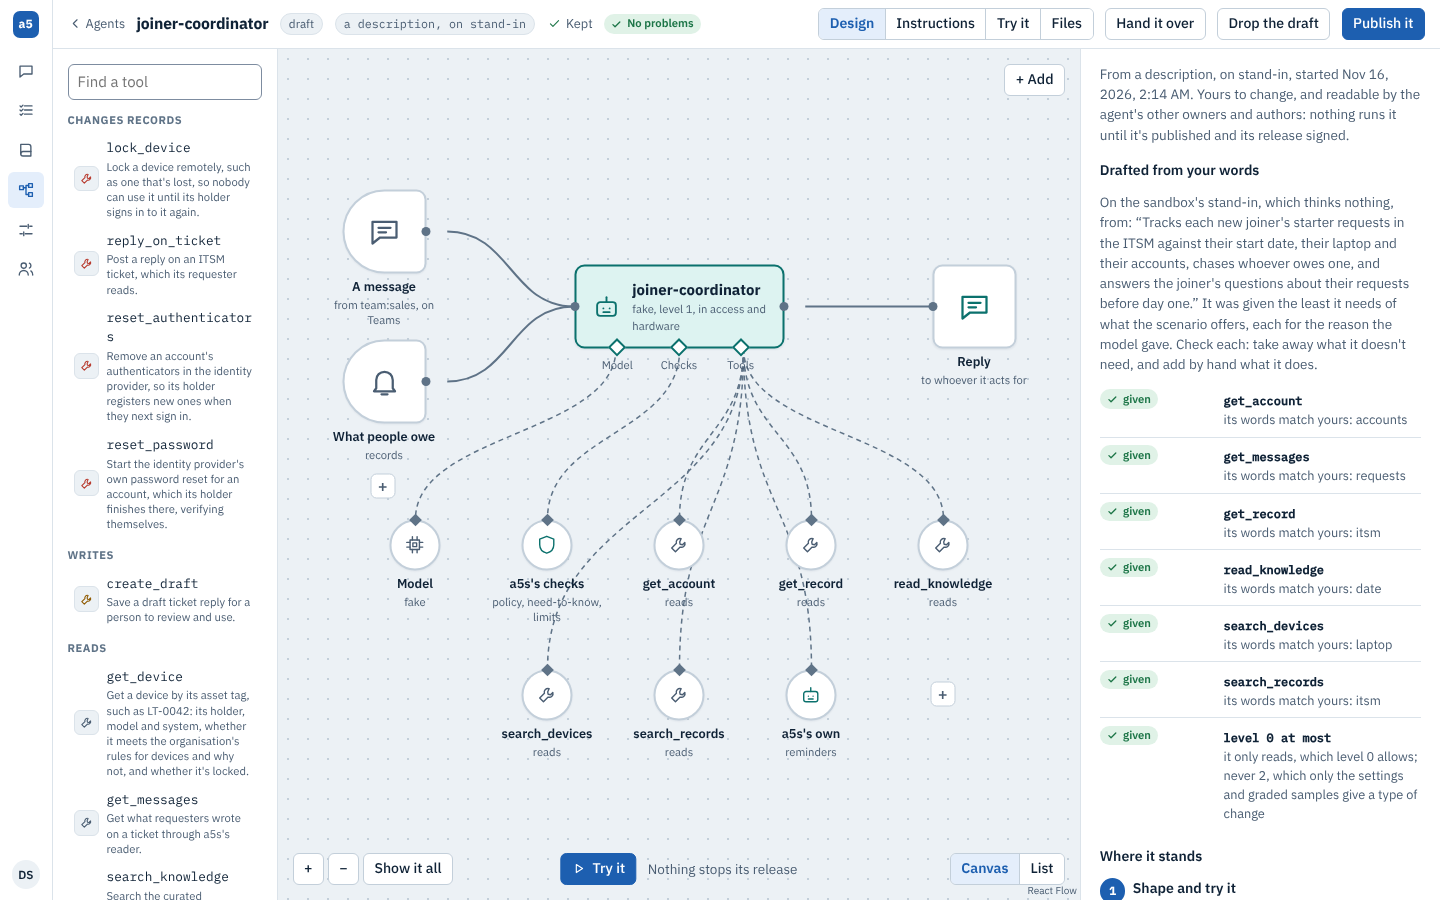 a5
Agents
joiner-coordinator
draft
a description, on stand-in
Kept
No problems
Design
Instructions
Try it
Files
Hand it over
Drop the draft
Publish it
Find a tool
CHANGES RECORDS
lock_device
Lock a device remotely, such
as one that's lost, so nobody
can use it until its holder
signs in to it again.
reply_on_ticket
Post a reply on an ITSM
ticket, which its requester
reads.
reset_authenticator
s
Remove an account's
authenticators in the identity
provider, so its holder
registers new ones when
they next sign in.
reset_password
Start the identity provider's
own password reset for an
account, which its holder
finishes there, verifying
themselves.
WRITES
create_draft
Save a draft ticket reply for a
person to review and use.
READS
get_device
Get a device by its asset tag,
such as LT-0042: its holder,
model and system, whether
it meets the organisation's
rules for devices and why
not, and whether it's locked.
get_messages
Get what requesters wrote
on a ticket through a5s's
reader.
search_knowledge
Search the curated
DS
+ Add
A message
from team:sales, on
Teams
What people owe
records
+
joiner-coordinator
fake, level 1, in access and
hardware
Model
Checks
Tools
Reply
to whoever it acts for
Model
fake
a5s's checks
policy, need-to-know,
limits
get_account
reads
get_record
reads
read_knowledge
reads
search_devices
reads
search_records
reads
a5s's own
reminders
+
+
−
Show it all
Try it
Nothing stops its release
Canvas
List
React Flow
From a description, on stand-in, started Nov 16,
2026, 2:14 AM. Yours to change, and readable by the
agent's other owners and authors: nothing runs it
until it's published and its release signed.
Drafted from your words
On the sandbox's stand-in, which thinks nothing,
from: “Tracks each new joiner's starter requests in
the ITSM against their start date, their laptop and
their accounts, chases whoever owes one, and
answers the joiner's questions about their requests
before day one.” It was given the least it needs of
what the scenario offers, each for the reason the
model gave. Check each: take away what it doesn't
need, and add by hand what it does.
given
get_account
its words match yours: accounts
given
get_messages
its words match yours: requests
given
get_record
its words match yours: itsm
given
read_knowledge
its words match yours: date
given
search_devices
its words match yours: laptop
given
search_records
its words match yours: itsm
given
level 0 at most
it only reads, which level 0 allows;
never 2, which only the settings
and graded samples give a type of
change
Where it stands
1
Shape and try it